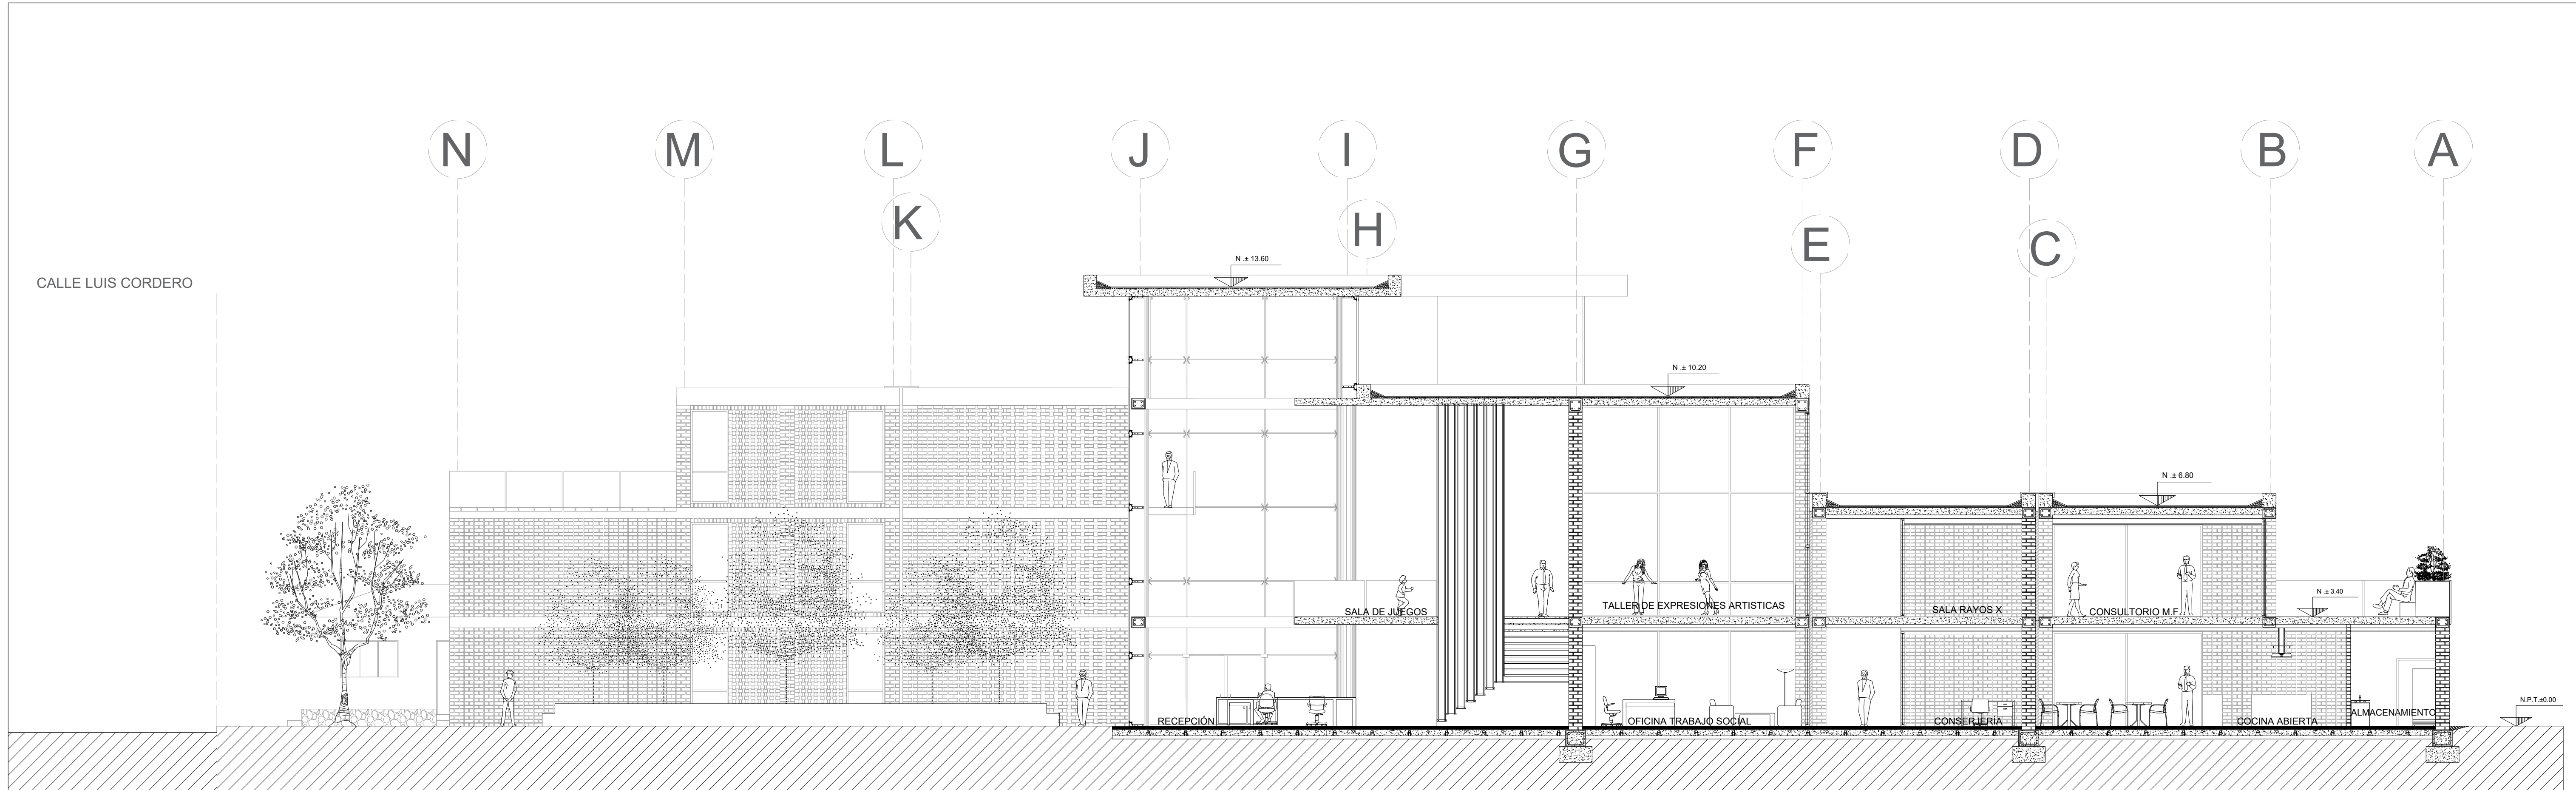 N
M
L
J
I
G
F
D
B
A
K
H
E
C
CALLE LUIS CORDERO
N .± 13.60
N .± 10.20
N .± 6.80
N .± 3.40
SALA DE JUEGOS
TALLER DE EXPRESIONES ARTISTICAS
SALA RAYOS X
CONSULTORIO M.F.
N.P.T.±0.00
RECEPCIÓN
OFICINA TRABAJO SOCIAL
CONSERJERÍA
COCINA ABIERTA
ALMACENAMIENTO